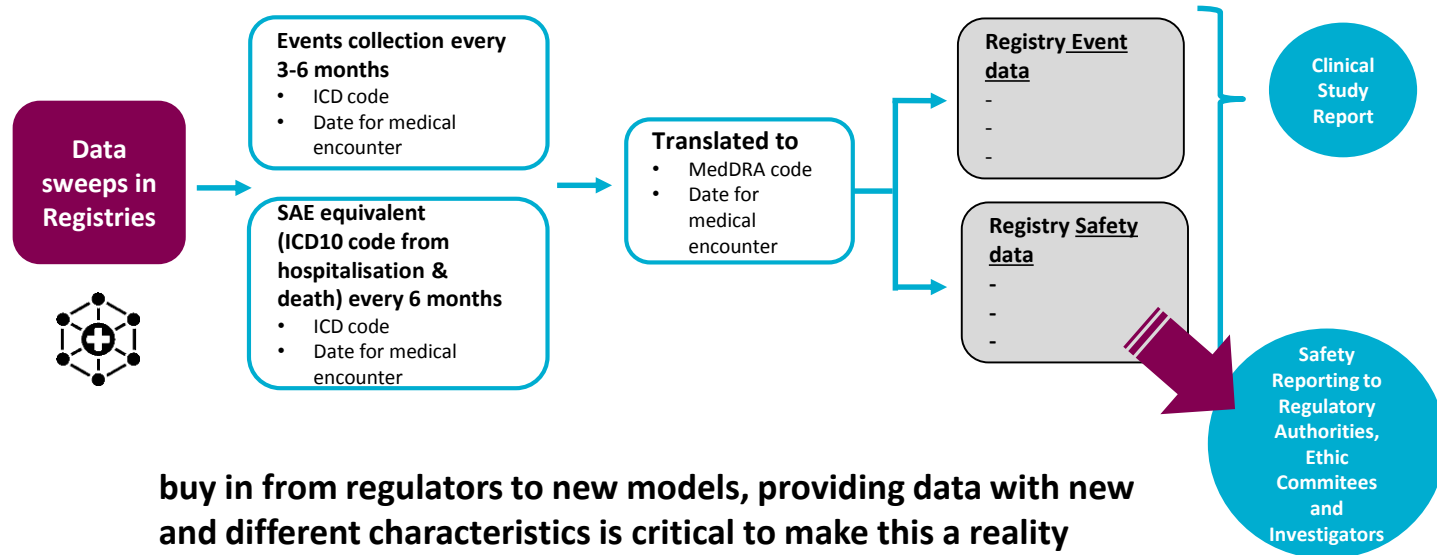 Data
sweeps in
Registries
Events collection every
3-6 months
• ICD code
• Date for medical
encounter
SAE equivalent
(ICD10 code from
hospitalisation &
death) every 6 months
• ICD code
• Date for medical
encounter
Translated to
• MedDRA code
• Date for
medical
encounter
Registry Event
data
-
-
-
Registry Safety
data
-
-
-
Clinical
Study
Report
Safety
Reporting to
Regulatory
Authorities,
Ethic
Commitees
and
Investigators
buy in from regulators to new models, providing data with new
and different characteristics is critical to make this a reality